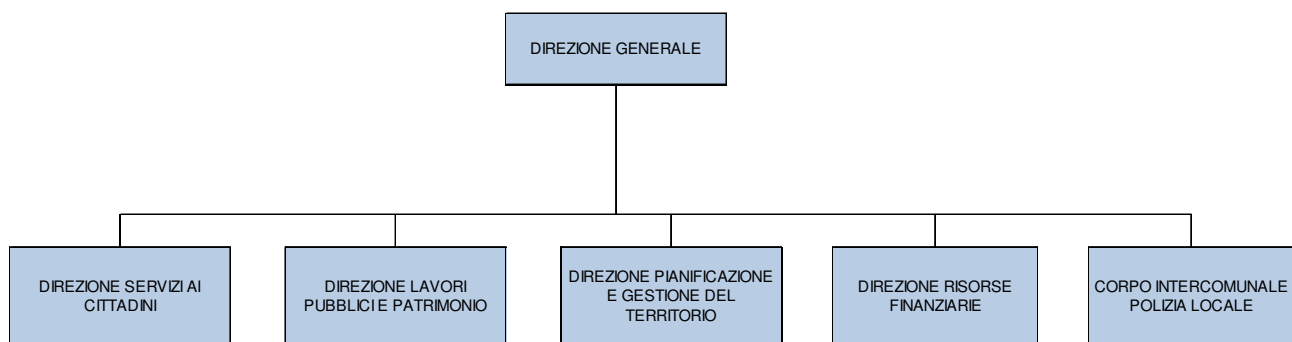 DIREZIONE GENERALE
DIREZIONE SERVIZI AI
CITTADINI
DIREZIONE LAVORI
PUBBLICI E PATRIMONIO
DIREZIONE PIANIFICAZIONE
E GESTIONE DEL
TERRITORIO
DIREZIONE RISORSE
FINANZIARIE
CORPO INTERCOMUNALE
POLIZIA LOCALE